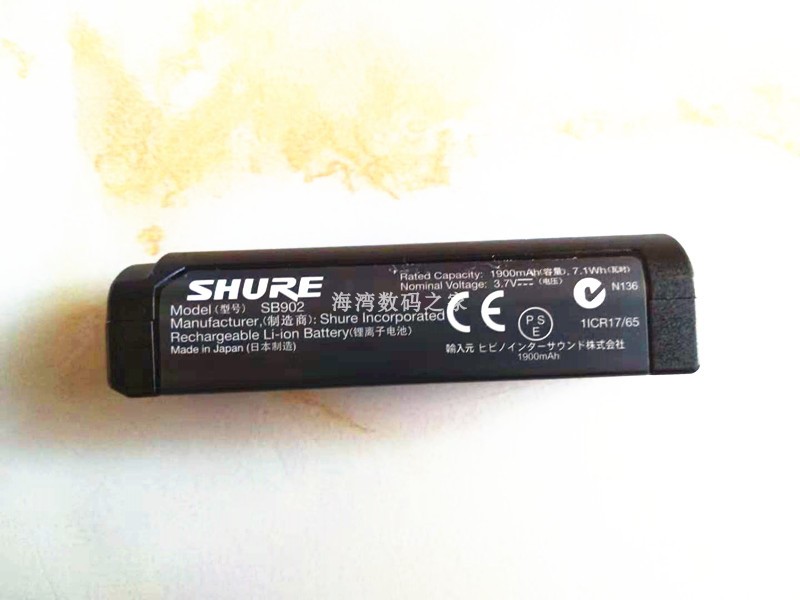 SHURE
Model (型号) SB902
Manufacturer,(制造商): Shure Incorporated
Rechargeable Li-ion Battery(锂离子电池)
Made in Japan (日本制造)
Rated Capacity: 1900mAh(容量), 7.1Wh(瓦时)
Nominal Voltage: 3.7V (电压)
N136
CE
PS
E
1ICR17/65
輸入元 ヒビノインターサウンド株式会社
1900mAh
海湾数码之家